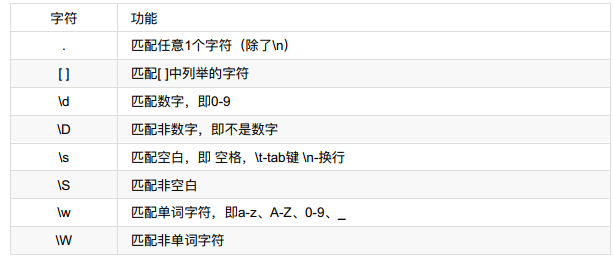 字符 功能
. 匹配任意1个字符（除了\n）
[ ] 匹配[ ]中列举的字符
\d 匹配数字，即0-9
\D 匹配非数字，即不是数字
\s 匹配空白，即 空格，\t-tab键 \n-换行
\S 匹配非空白
\w 匹配单词字符，即a-z、A-Z、0-9、_
\W 匹配非单词字符